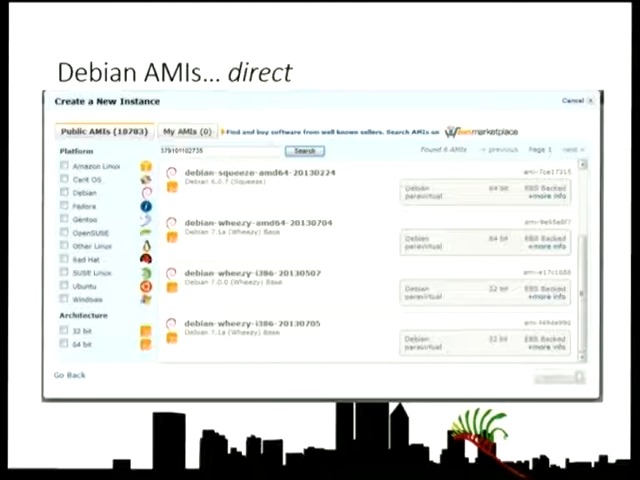 Debian AMIs... direct
Create a New Instance
Cancel
Public AMIs (18783)
My AMIs (0)
Find and buy software from well known sellers. Search AMIs on
marketplace
Platform
379101102735
Search
Found 6 AMIs
previous
Page 1
next
Amazon Linux
Cent OS
Debian
Fedora
Gentoo
OpenSUSE
Other Linux
Red Hat
SUSE Linux
Ubuntu
Windows
Architecture
32 bit
64 bit
debian-squeeze-amd64-20130224
Debian 6.0.7 (Squeeze)
Debian
paravirtual
64 bit
EBS Backed
+more info
debian-wheezy-amd64-20130704
Debian 7.1a (Wheezy) Base
Debian
paravirtual
64 bit
EBS Backed
+more info
debian-wheezy-i386-20130507
Debian 7.0.0 (Wheezy) Base
Debian
paravirtual
32 bit
EBS Backed
+more info
debian-wheezy-i386-20130705
Debian 7.1a (Wheezy) Base
Debian
paravirtual
32 bit
EBS Backed
+more info
Go Back